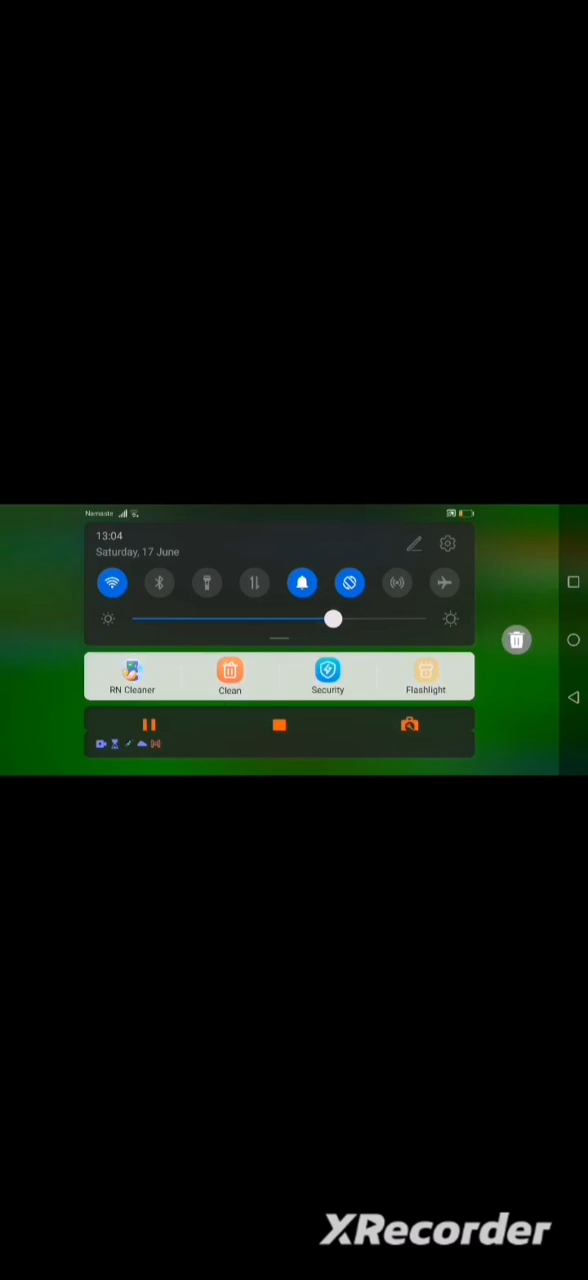 Namaste
13:04
Saturday, 17 June
RN Cleaner
Clean
Security
Flashlight
XRecorder